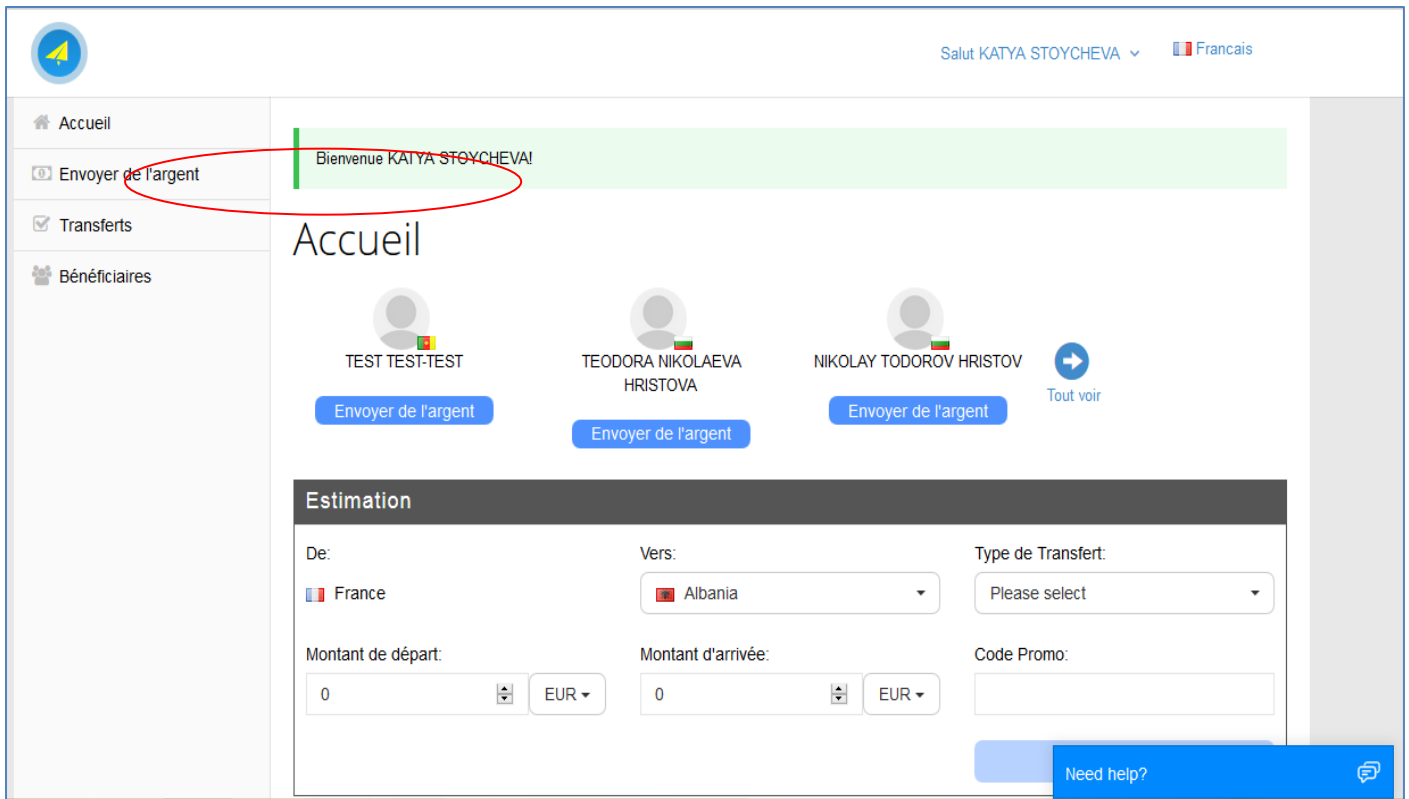 Salut KATYA STOYCHEVA
Francais
Accueil
Envoyer de l'argent
Transferts
Bénéficiaires
Bienvenue KATYA STOYCHEVA!
Accueil
TEST TEST-TEST
Envoyer de l'argent
TEODORA NIKOLAEVA
HRISTOVA
Envoyer de l'argent
NIKOLAY TODOROV HRISTOV
Envoyer de l'argent
Tout voir
Estimation
De:
France
Vers:
Albania
Type de Transfert:
Please select
Montant de départ:
0
EUR
Montant d'arrivée:
0
EUR
Code Promo:
Need help?